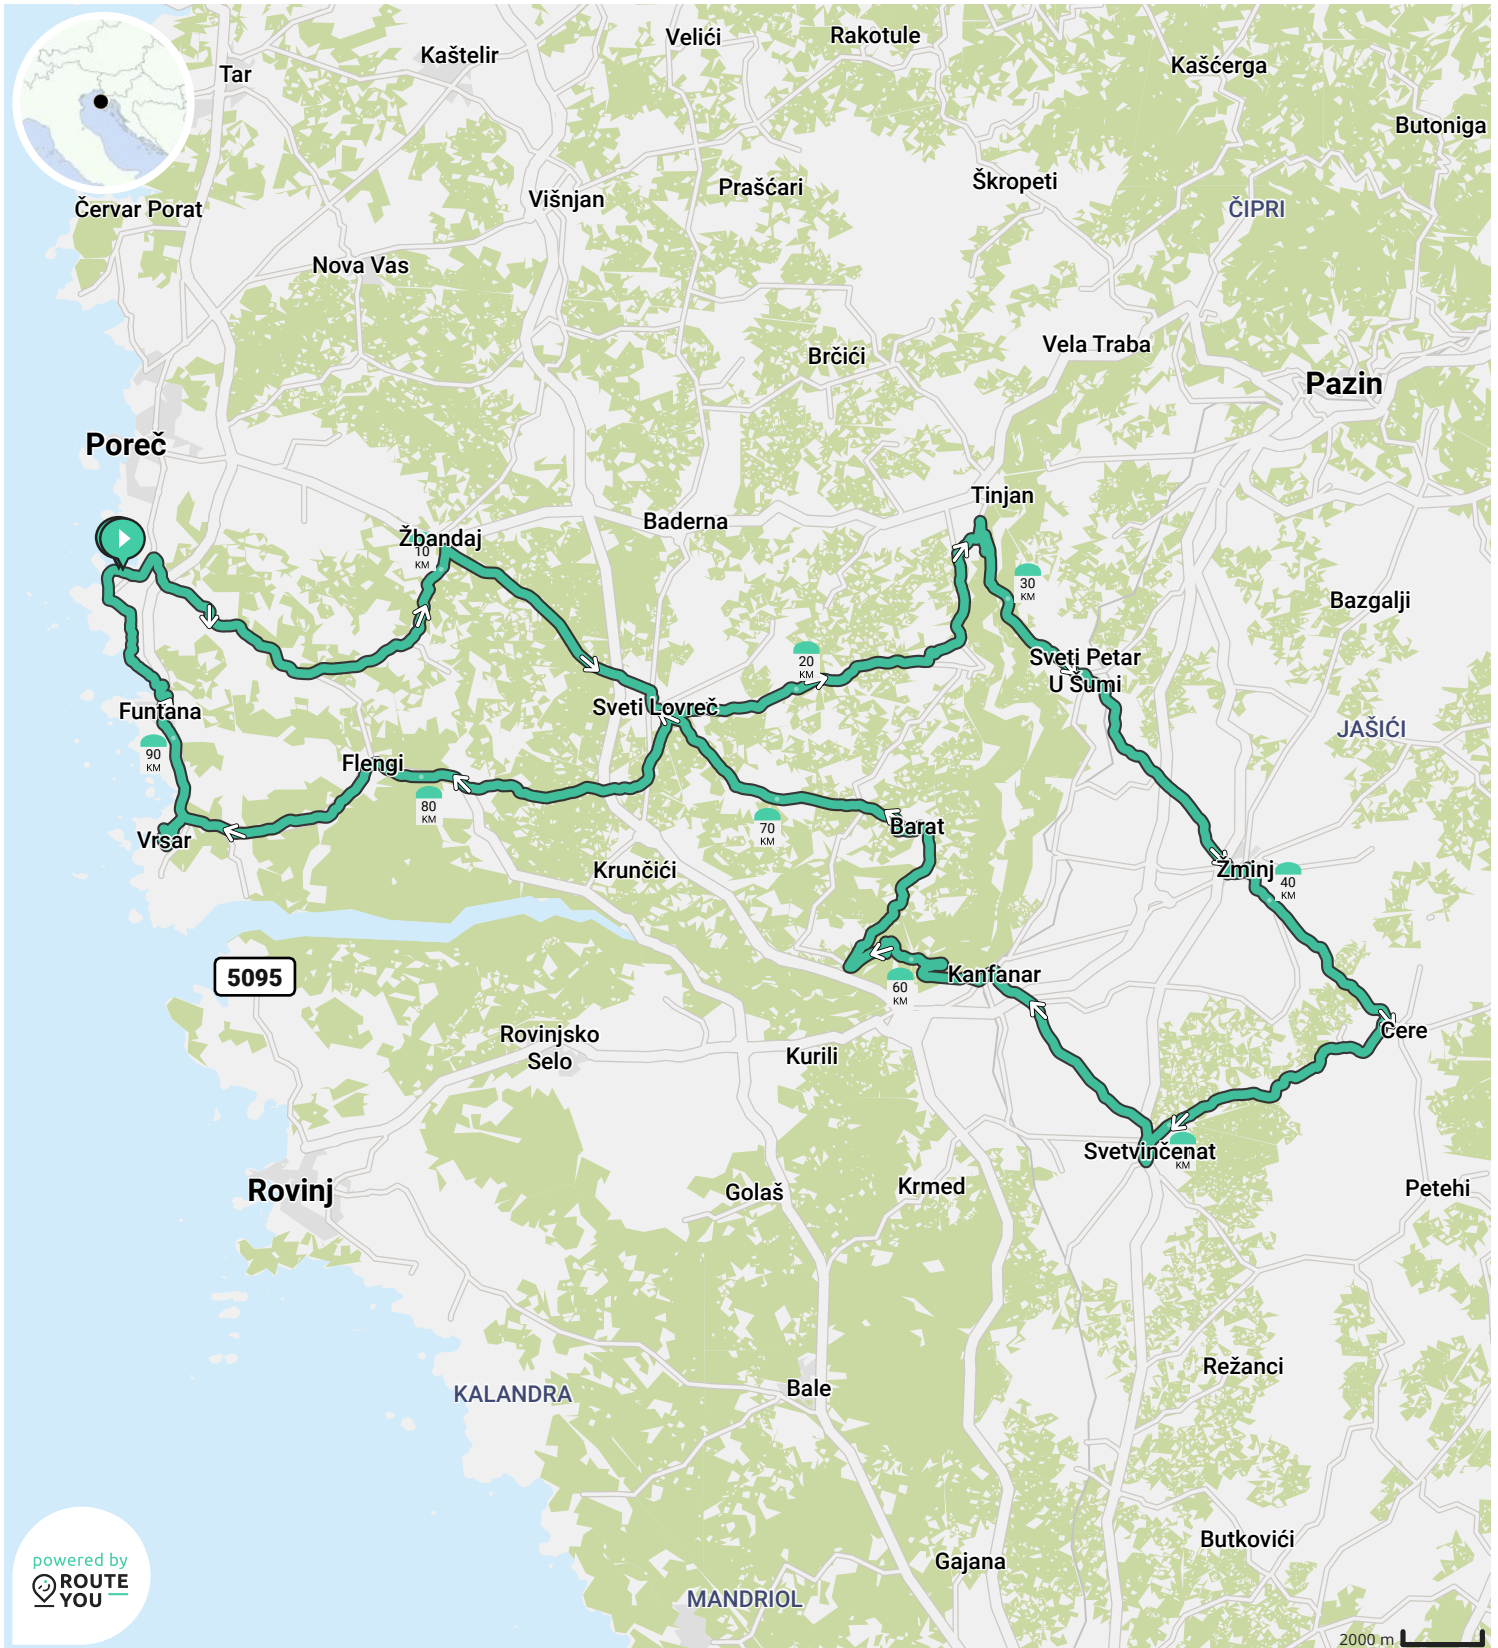 Velići
Rakotule
Kaštelir
Kašćerga
Tar
Butoniga
Škropeti
Prašćari
Višnjan
Červar Porat
ČIPRI
Nova Vas
Vela Traba
Brčići
Pazin
Poreč
Tinjan
Baderna
Žbandaj
10
KM
30
KM
Bazgalji
20
KM
Sveti Petar
U Šumi
Sveti Lovreč
Funtana
JAŠIĆI
90
KM
Flengi
80
KM
70
KM
Barat
Vrsar
Krunčići
Žminj
40
KM
Kanfanar
5095
60
KM
Cere
Rovinjsko
Selo
Kurili
Svetvinčenat
KM
Krmed
Petehi
Rovinj
Golaš
Režanci
Bale
KALANDRA
Butkovići
Gajana
powered by
ROUTE
YOU
MANDRIOL
2000 m